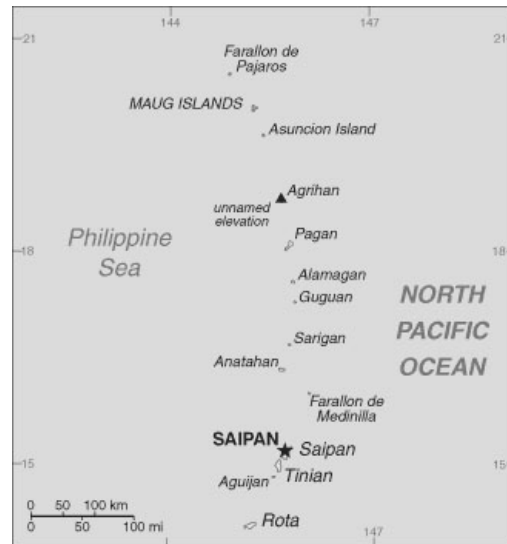 144
147
21
21
Farallon de
Pajaros
MAUG ISLANDS
Asuncion Island
Agrihan
unnamed
elevation
Philippine
Sea
Pagan
18
18
Alamagan
Guguan
NORTH
PACIFIC
OCEAN
Sarigan
Anatahan
Farallon de
Medinilla
SAIPAN
Saipan
15
15
Aguijan
Tinian
0 50 100 km
0 50 100 mi
Rota
147